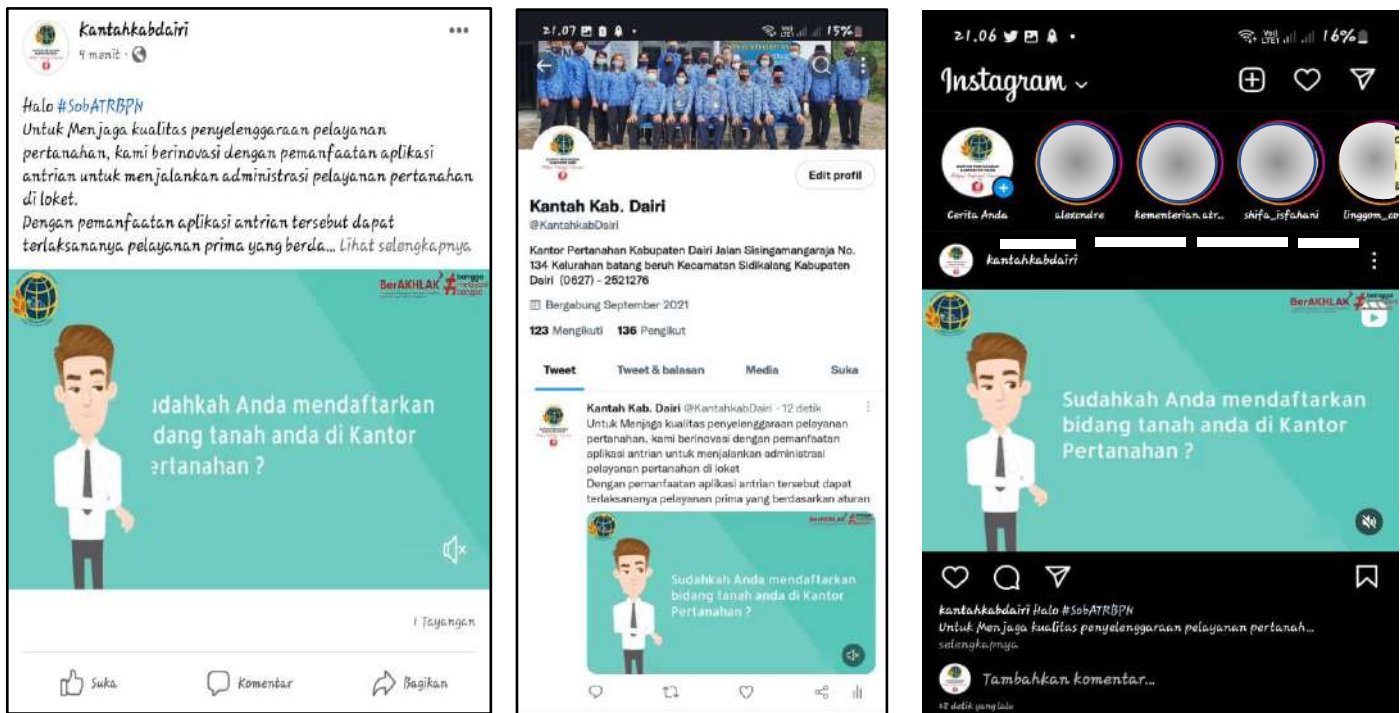 kantahkabdairi
4 menit
Halo #SobATRBPN
Untuk Menjaga kualitas penyelenggaraan pelayanan
pertanahan, kami berinovasi dengan pemanfaatan aplikasi
antrian untuk menjalankan administrasi pelayanan pertanahan
di loket.
Dengan pemanfaatan aplikasi antrian tersebut dapat
terlaksananya pelayanan prima yang berda... Lihat selengkapnya
BerAKHLAK
udahkah Anda mendaftarkan
dang tanah anda di Kantor
ertanahan ?
1 Tayangan
Suka
Komentar
Bagikan
21.07
15%
Edit profil
Kantah Kab. Dairi
@KantahkabDairi
Kantor Pertanahan Kabupaten Dairi Jalan Sisingamangaraja No.
134 Kelurahan batang beruh Kecamatan Sidikalang Kabupaten
Dairi (0627) - 2521276
Bergabung September 2021
123 Mengikuti 136 Pengikut
Tweet
Tweet & balasan
Media
Suka
Kantah Kab. Dairi @KantahkabDairi · 12 detik
Untuk Menjaga kualitas penyelenggaraan pelayanan
pertanahan, kami berinovasi dengan pemanfaatan
aplikasi antrian untuk menjalankan administrasi
pelayanan pertanahan di loket
Dengan pemanfaatan aplikasi antrian tersebut dapat
terlaksananya pelayanan prima yang berdasarkan aturan
BerAKHLAK
Sudahkah Anda mendaftarkan
bidang tanah anda di Kantor
Pertanahan ?
21.06
16%
Instagram
Cerita Anda
alexendre
kementerian.atr...
shifa_isfahani
linggom_co
kantahkabdairi
BerAKHLAK
Sudahkah Anda mendaftarkan
bidang tanah anda di Kantor
Pertanahan ?
kantahkabdairi Halo #SobATRBPN
Untuk Menjaga kualitas penyelenggaraan pelayanan pertanah...
selengkapnya
Tambahkan komentar...
12 detik yang lalu